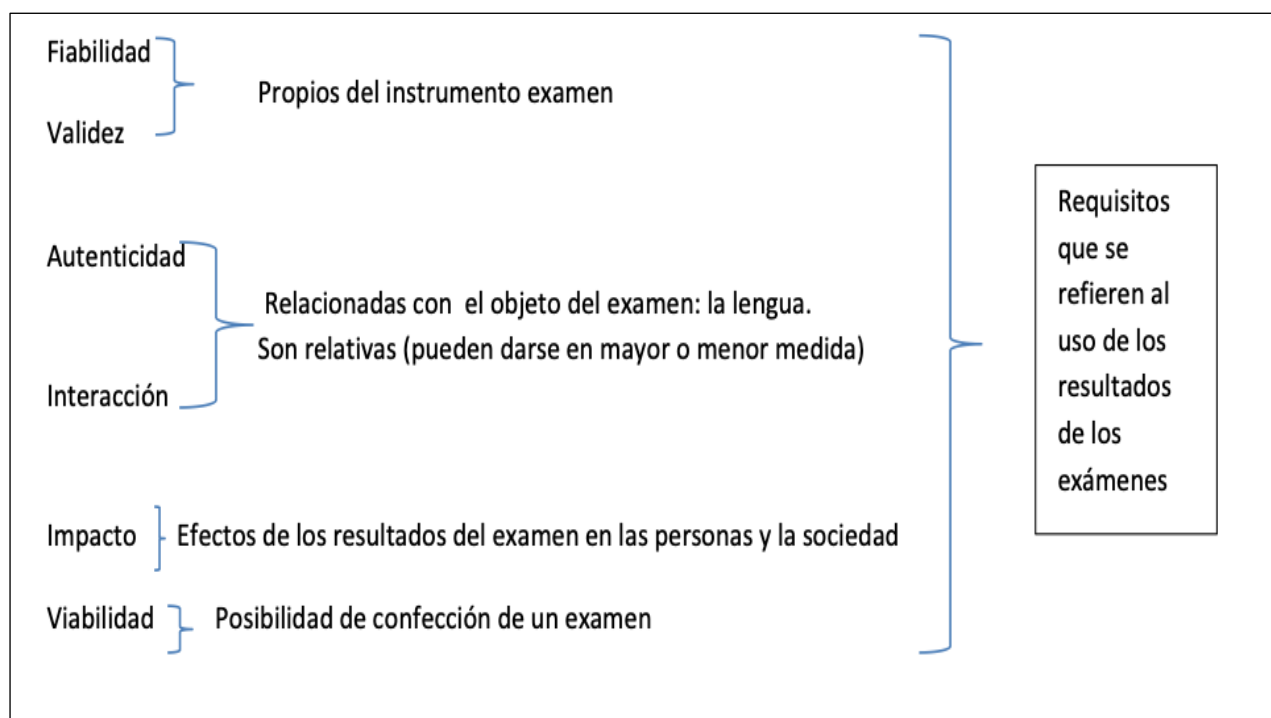 Fiabilidad
Propios del instrumento examen
Validez
Autenticidad
Relacionadas con el objeto del examen: la lengua.
Son relativas (pueden darse en mayor o menor medida)
Interacción
Impacto
Efectos de los resultados del examen en las personas y la sociedad
Viabilidad
Posibilidad de confección de un examen
Requisitos
que se
refieren al
uso de los
resultados
de los
exámenes